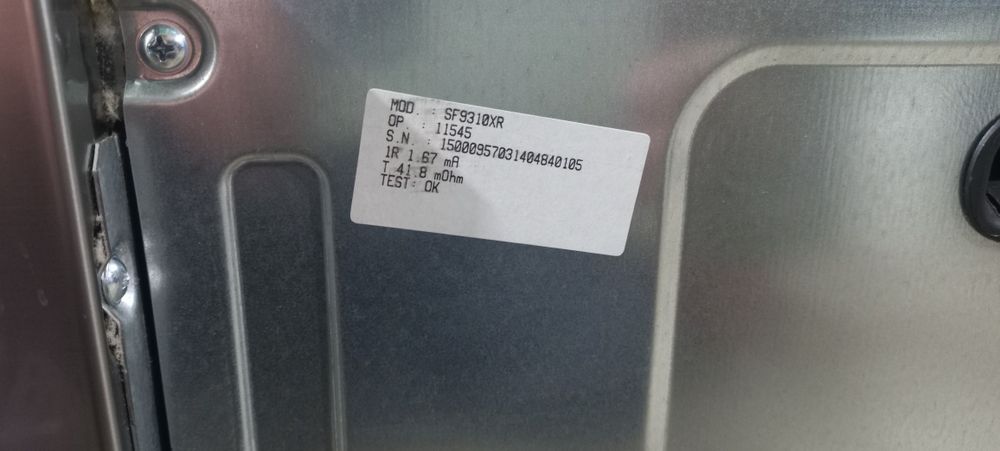 MOD. : SF9310XR
OP : 11545
S.N. : 15000957031404840105
IR 1.67 mA
T 41.8 mOhm
TEST: OK